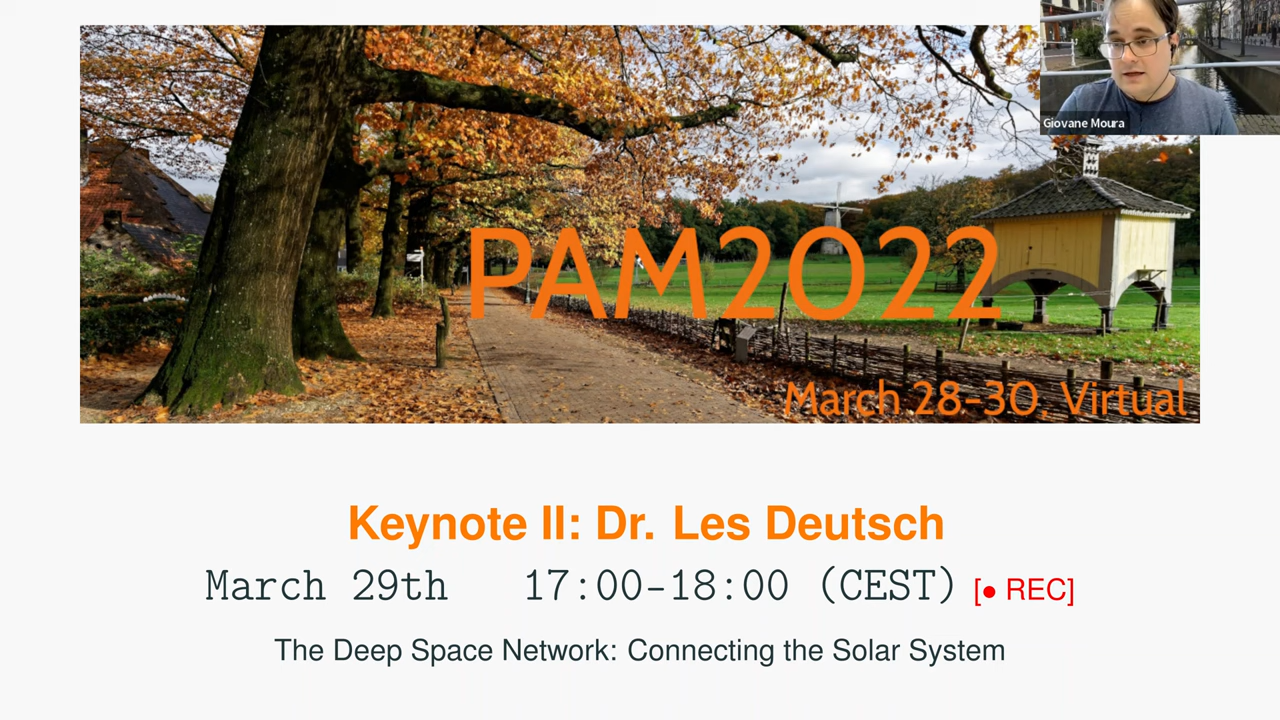 Giovane Moura
PAM2022
March 28-30, Virtual
Keynote II: Dr. Les Deutsch
March 29th 17:00-18:00 (CEST) [● REC]
The Deep Space Network: Connecting the Solar System